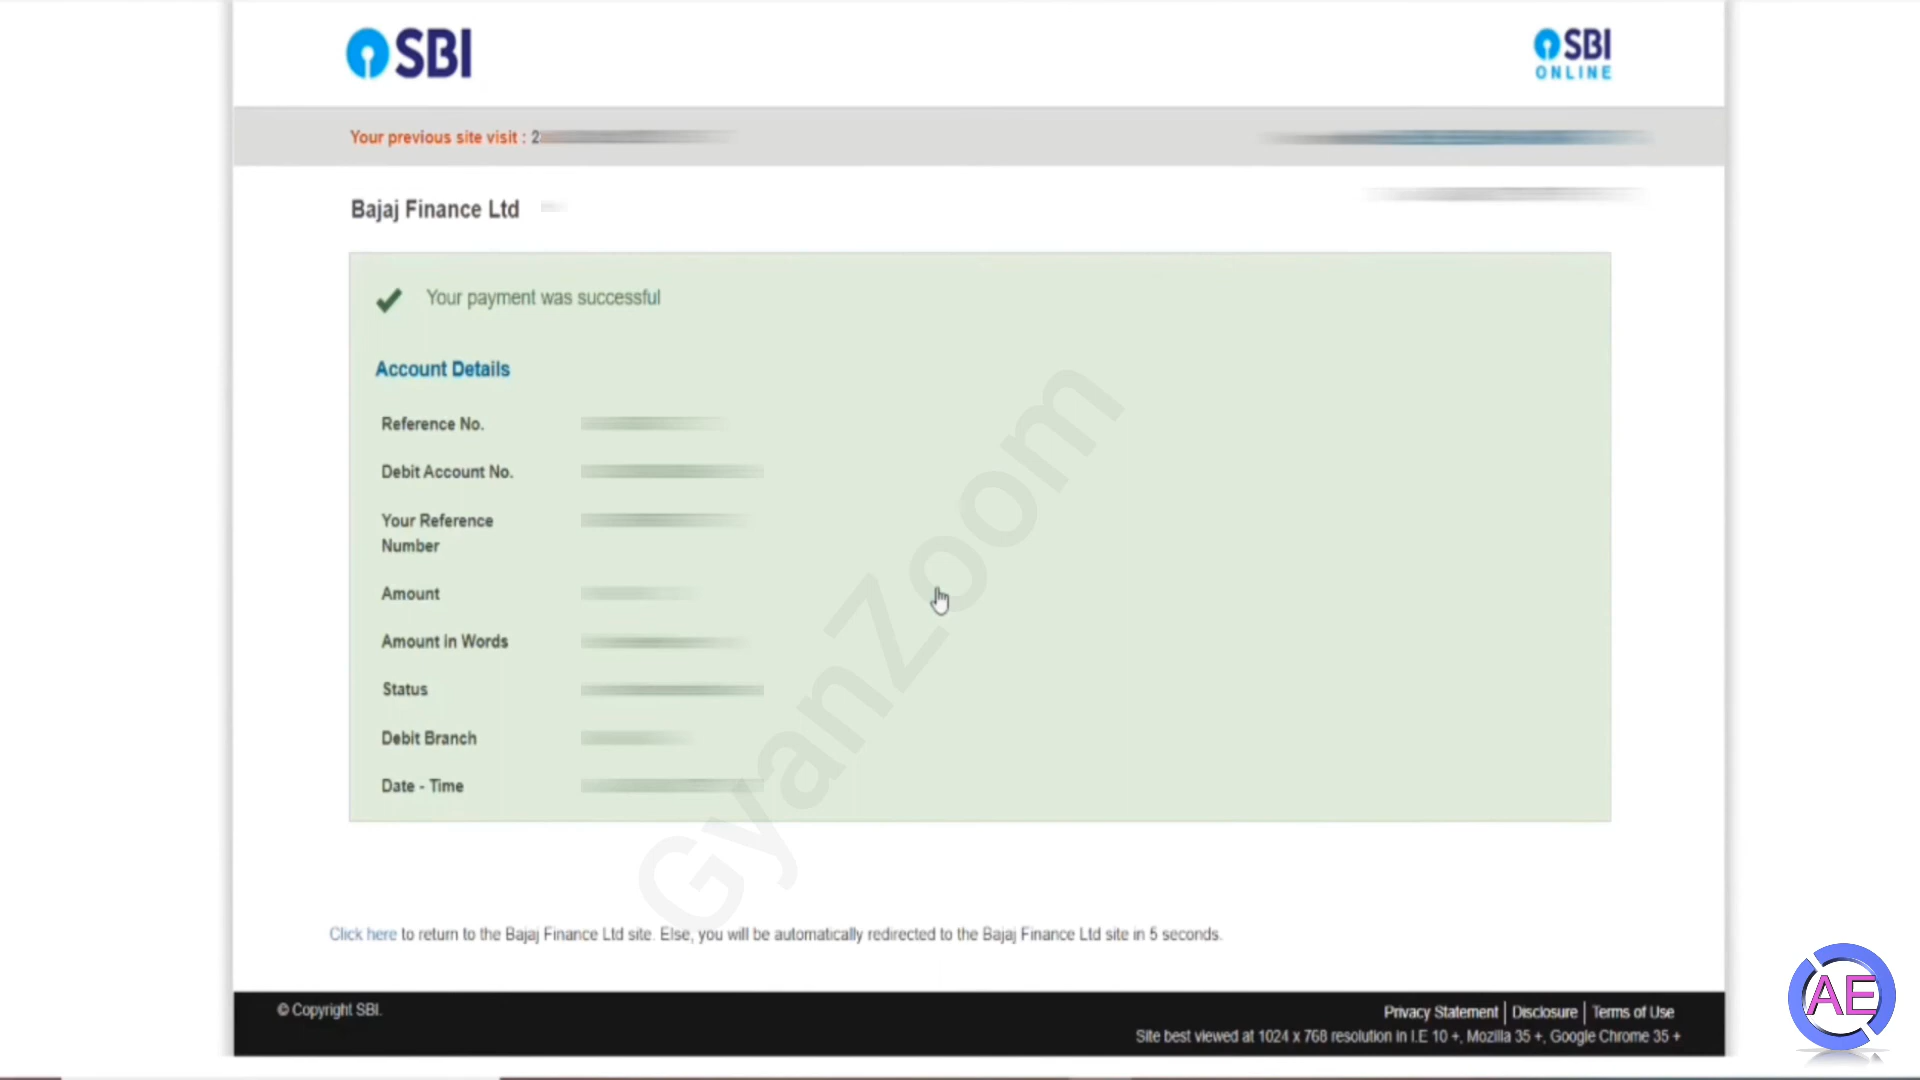 SBI
SBI
ONLINE
Your previous site visit : 2
Bajaj Finance Ltd
Your payment was successful
Account Details
Reference No.
Debit Account No.
Your Reference
Number
Amount
Amount in Words
Status
Debit Branch
Date - Time
GyanZoom
Click here to return to the Bajaj Finance Ltd site. Else, you will be automatically redirected to the Bajaj Finance Ltd site in 5 seconds.
© Copyright SBI.
Privacy Statement | Disclosure | Terms of Use
Site best viewed at 1024 x 768 resolution in I.E 10 +, Mozilla 35 +, Google Chrome 35 +
AE